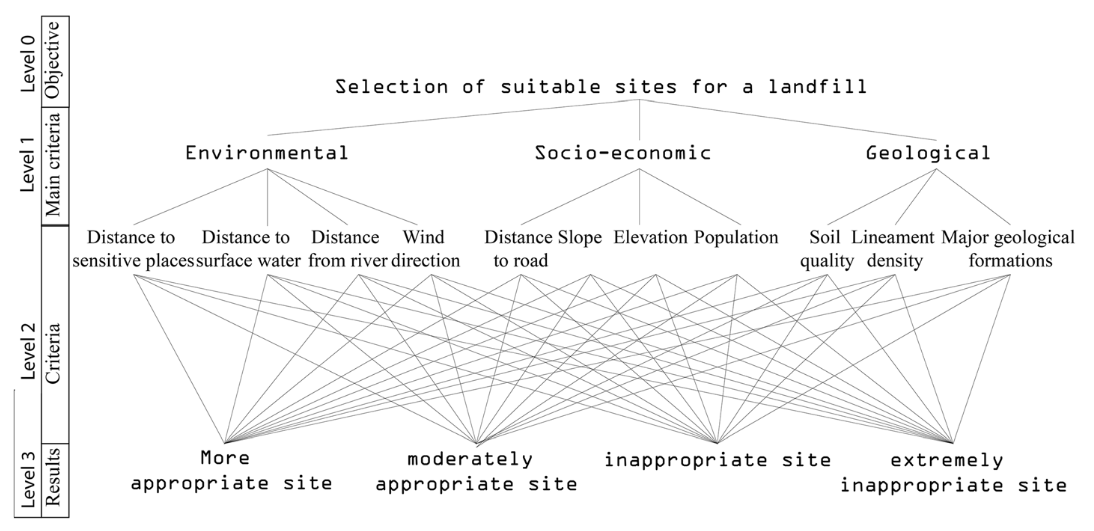 Level 0
Objective
Selection of suitable sites for a landfill
Level 1
Main criteria
Environmental
Socio-economic
Geological
Level 2
Criteria
Distance to
sensitive places
Distance to
surface water
Distance
from river
Wind
direction
Distance
to road
Slope
Elevation
Population
Soil
quality
Lineament
density
Major geological
formations
Level 3
Results
More
appropriate site
moderately
appropriate site
inappropriate site
extremely
inappropriate site